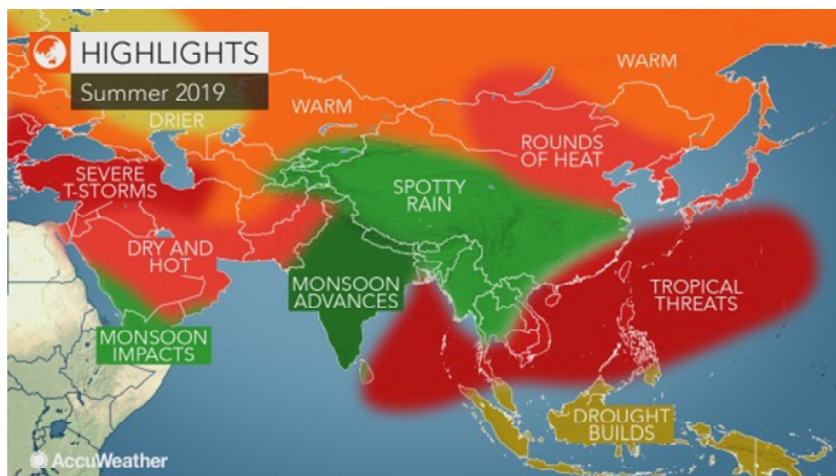 HIGHLIGHTS
Summer 2019
WARM
WARM
DRIER
ROUNDS
OF HEAT
SEVERE
T-STORMS
SPOTTY
RAIN
DRY AND
HOT
MONSOON
ADVANCES
TROPICAL
THREATS
MONSOON
IMPACTS
DROUGHT
BUILDS
AccuWeather